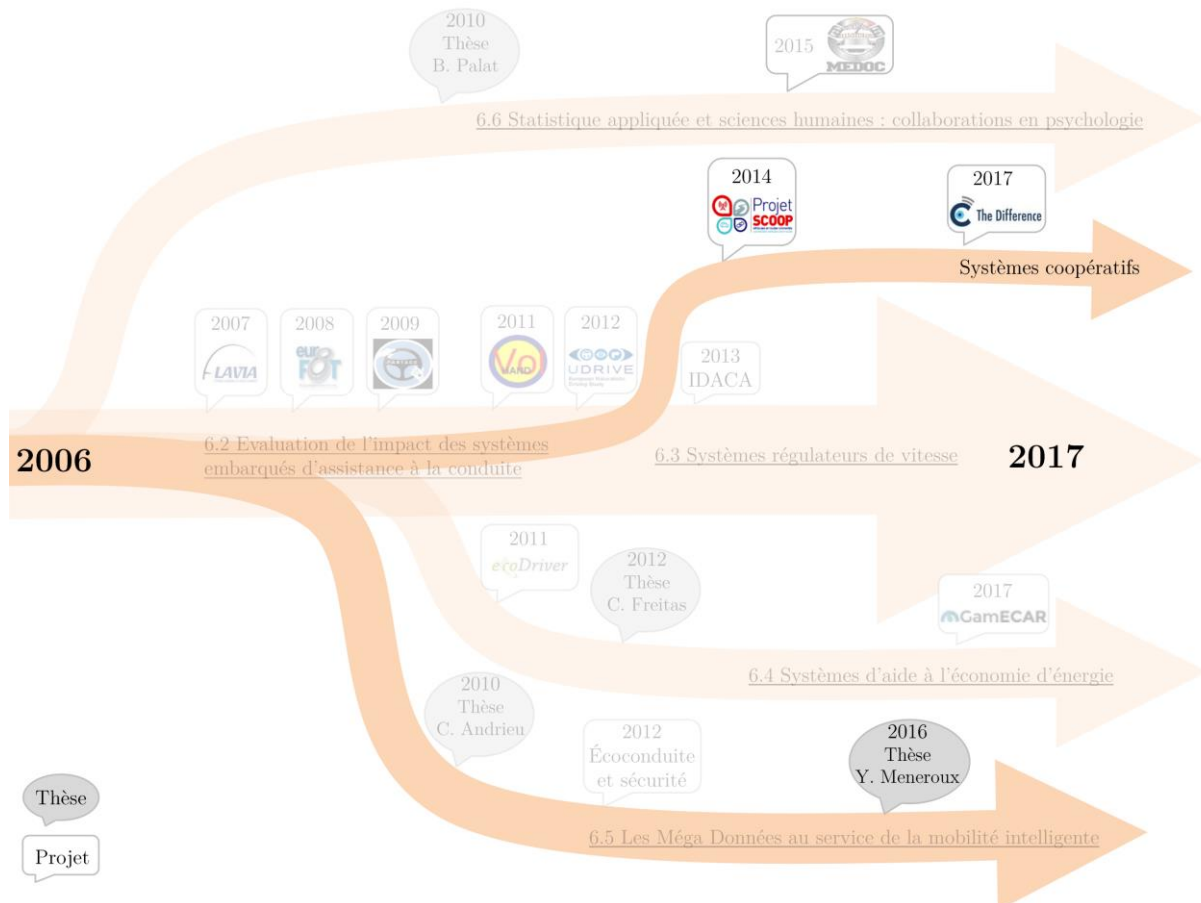 2010
Thèse
B. Palat
2015
MEDOC
6.6 Statistique appliquée et sciences humaines : collaborations en psychologie
2014
Projet
SCOOP
2017
The Difference
Systèmes coopératifs
2007
LAVIA
2008
euro
FOT
2009
2011
Vol
MAND
2012
UDRIVE
2013
IDACA
2006
6.2 Evaluation de l'impact des systèmes
embarqués d'assistance à la conduite
6.3 Systèmes régulateurs de vitesse
2017
2011
ecoDriver
2012
Thèse
C. Freitas
2017
GamECAR
6.4 Systèmes d'aide à l'économie d'énergie
2010
Thèse
C. Andrieu
2012
Écoconduite
et sécurité
2016
Thèse
Y. Meneroux
6.5 Les Méga Données au service de la mobilité intelligente
Thèse
Projet